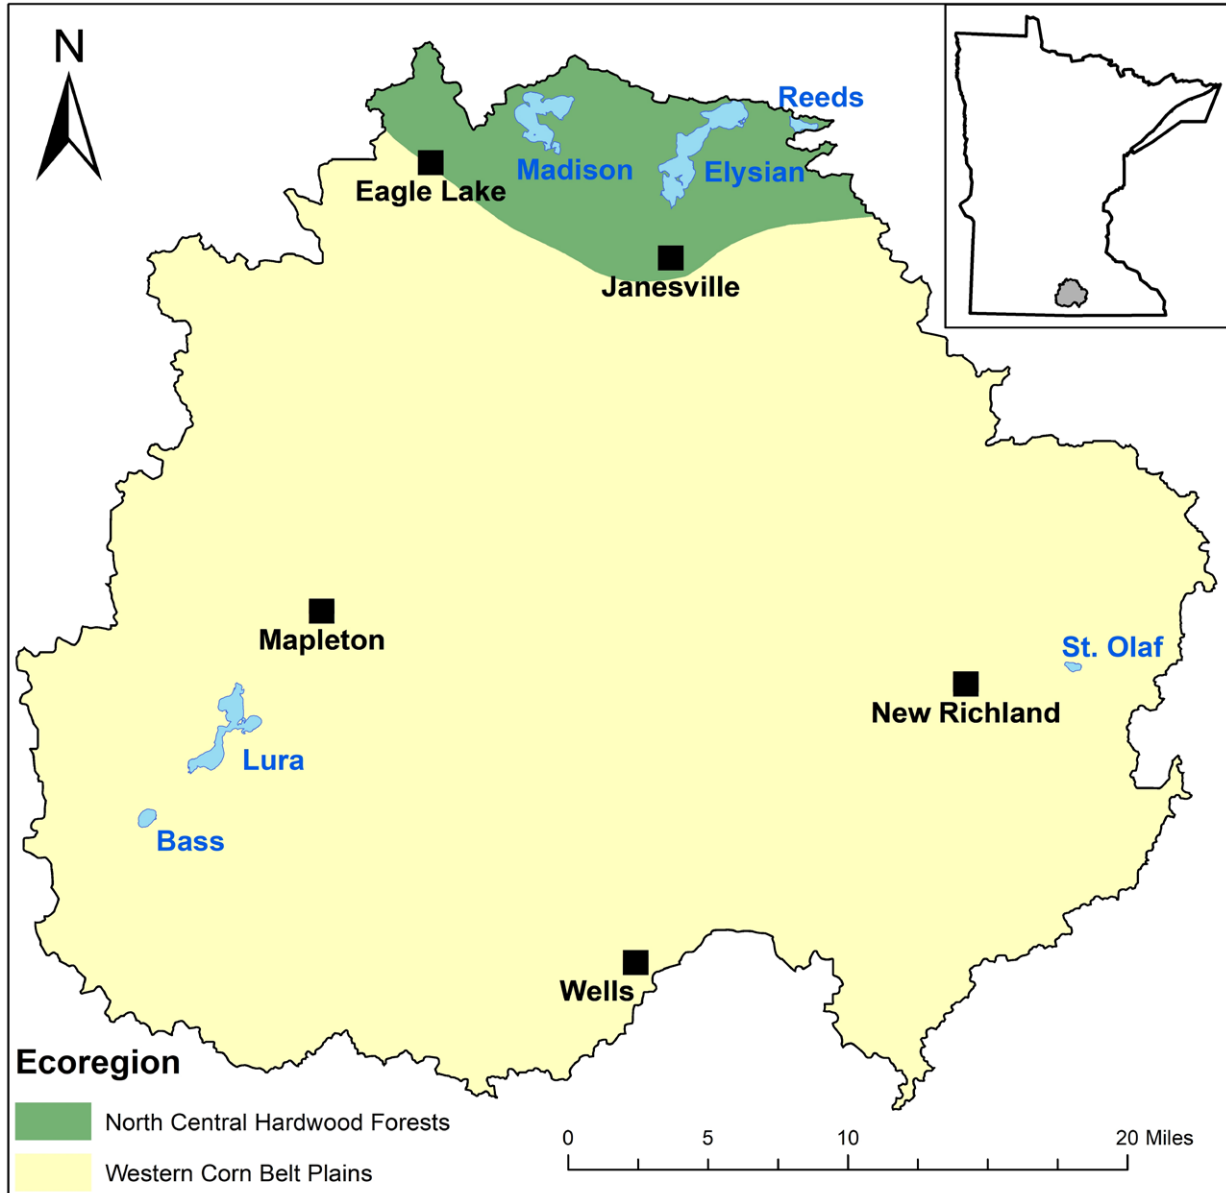 N
Reeds
Madison
Elysian
Eagle Lake
Janesville
Mapleton
St. Olaf
New Richland
Lura
Bass
Wells
Ecoregion
North Central Hardwood Forests
Western Corn Belt Plains
0 5 10 20 Miles